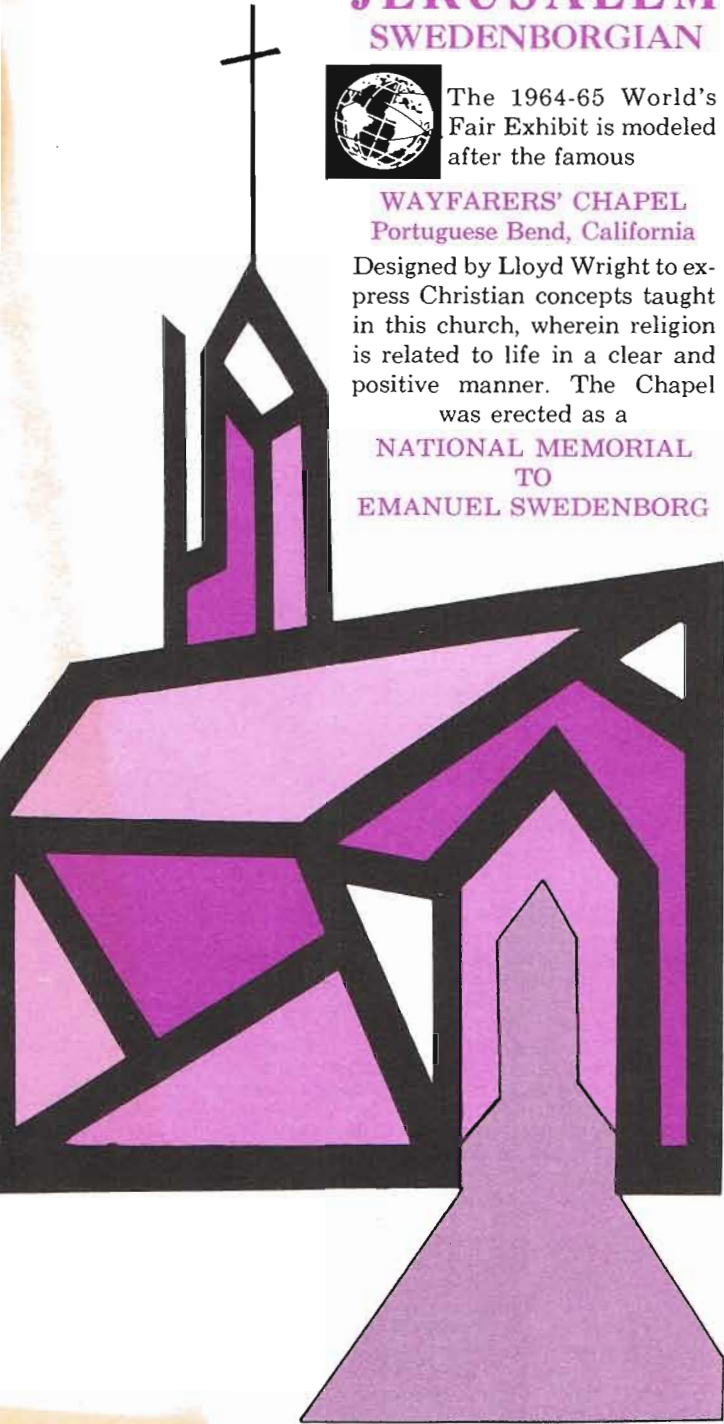 JERUSALEM
SWEDENBORGIAN
The 1964-65 World's
Fair Exhibit is modeled
after the famous
WAYFARERS' CHAPEL
Portuguese Bend, California
Designed by Lloyd Wright to ex-
press Christian concepts taught
in this church, wherein religion
is related to life in a clear and
positive manner. The Chapel
was erected as a
NATIONAL MEMORIAL
TO
EMANUEL SWEDENBORG